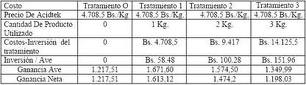 Costo Tratamiento O Tratamiento 1 Tratamiento 2 Tratamiento 3
Precio De Acidtek 4.708,5 Bs./Kg. 4.708,5 Bs./Kg. 4.708,5 Bs./Kg. 4.708,5 Bs./Kg.
Cantidad De Producto 0 1 Kg. 2 Kg. 3 Kg.
Utilizado
Costos-Inversión del 0 Bs. 4.708,5 Bs. 9.417 Bs. 14.125,5
tratamiento
Inversión / Ave 0 Bs. 58.48 Bs. 100.28 Bs. 151.96
Ganancia Ave 1.217,51 1.671,60 1.574,50 1.349,99
Ganancia Neta 1.217,51 1.613,12 1.474,2 1.198,03